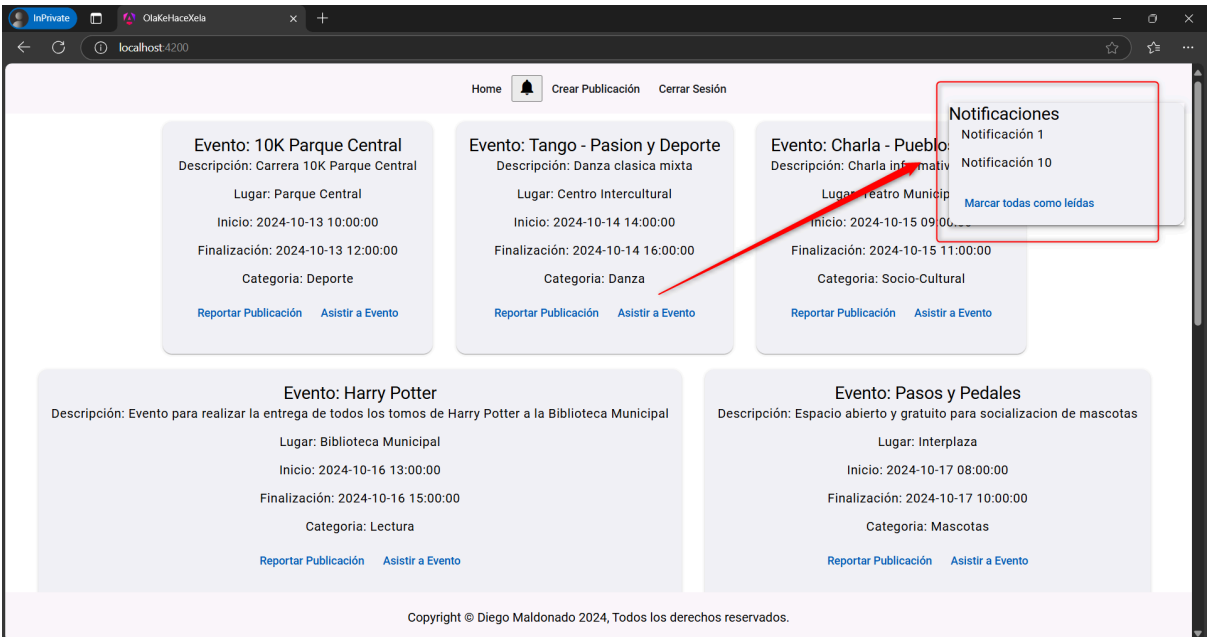 InPrivate
OlaKeHaceXela
localhost:4200
Home
Crear Publicación
Cerrar Sesión
Notificaciones
Notificación 1
Notificación 10
Marcar todas como leídas
Evento: 10K Parque Central
Descripción: Carrera 10K Parque Central
Lugar: Parque Central
Inicio: 2024-10-13 10:00:00
Finalización: 2024-10-13 12:00:00
Categoria: Deporte
Reportar Publicación Asistir a Evento
Evento: Tango - Pasion y Deporte
Descripción: Danza clasica mixta
Lugar: Centro Intercultural
Inicio: 2024-10-14 14:00:00
Finalización: 2024-10-14 16:00:00
Categoria: Danza
Reportar Publicación Asistir a Evento
Evento: Charla -
Descripción: Charla
Lugar: Teatro
Inicio: 2024-10-15
Finalización: 2024-10-15 11:00:00
Categoria: Socio-Cultural
Reportar Publicación Asistir a Evento
Evento: Harry Potter
Descripción: Evento para realizar la entrega de todos los tomos de Harry Potter a la Biblioteca Municipal
Lugar: Biblioteca Municipal
Inicio: 2024-10-16 13:00:00
Finalización: 2024-10-16 15:00:00
Categoria: Lectura
Reportar Publicación Asistir a Evento
Evento: Pasos y Pedales
Descripción: Espacio abierto y gratuito para socializacion de mascotas
Lugar: Interplaza
Inicio: 2024-10-17 08:00:00
Finalización: 2024-10-17 10:00:00
Categoria: Mascotas
Reportar Publicación Asistir a Evento
Copyright © Diego Maldonado 2024, Todos los derechos reservados.